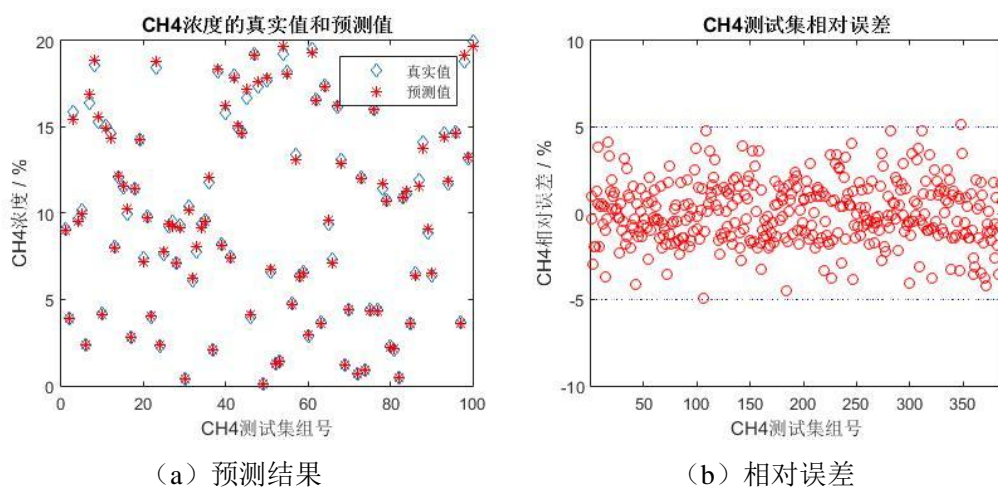 CH4浓度的真实值和预测值
20
15
10
5
0
CH4浓度 / %
真实值
预测值
0 20 40 60 80 100
CH4测试集组号
(a) 预测结果
CH4测试集相对误差
10
5
0
-5
-10
CH4相对误差 / %
50 100 150 200 250 300 350
CH4测试集组号
(b) 相对误差